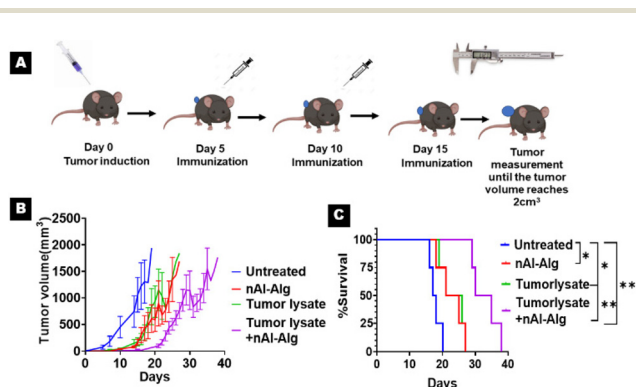 A
Day 0
Tumor induction
Day 5
Immunization
Day 10
Immunization
Day 15
Immunization
Tumor
measurement
until the tumor
volume reaches
2cm³
B
Tumor volume(mm³)
2500
2000
1500
1000
500
0
0
10
20
30
40
Days
Untreated
nAl-Alg
Tumor lysate
Tumor lysate
+nAl-Alg
C
%Survival
100
75
50
25
0
0
20
40
Days
Untreated
nAl-Alg
Tumorlysate
Tumorlysate
+nAl-Alg
*
*
**
**